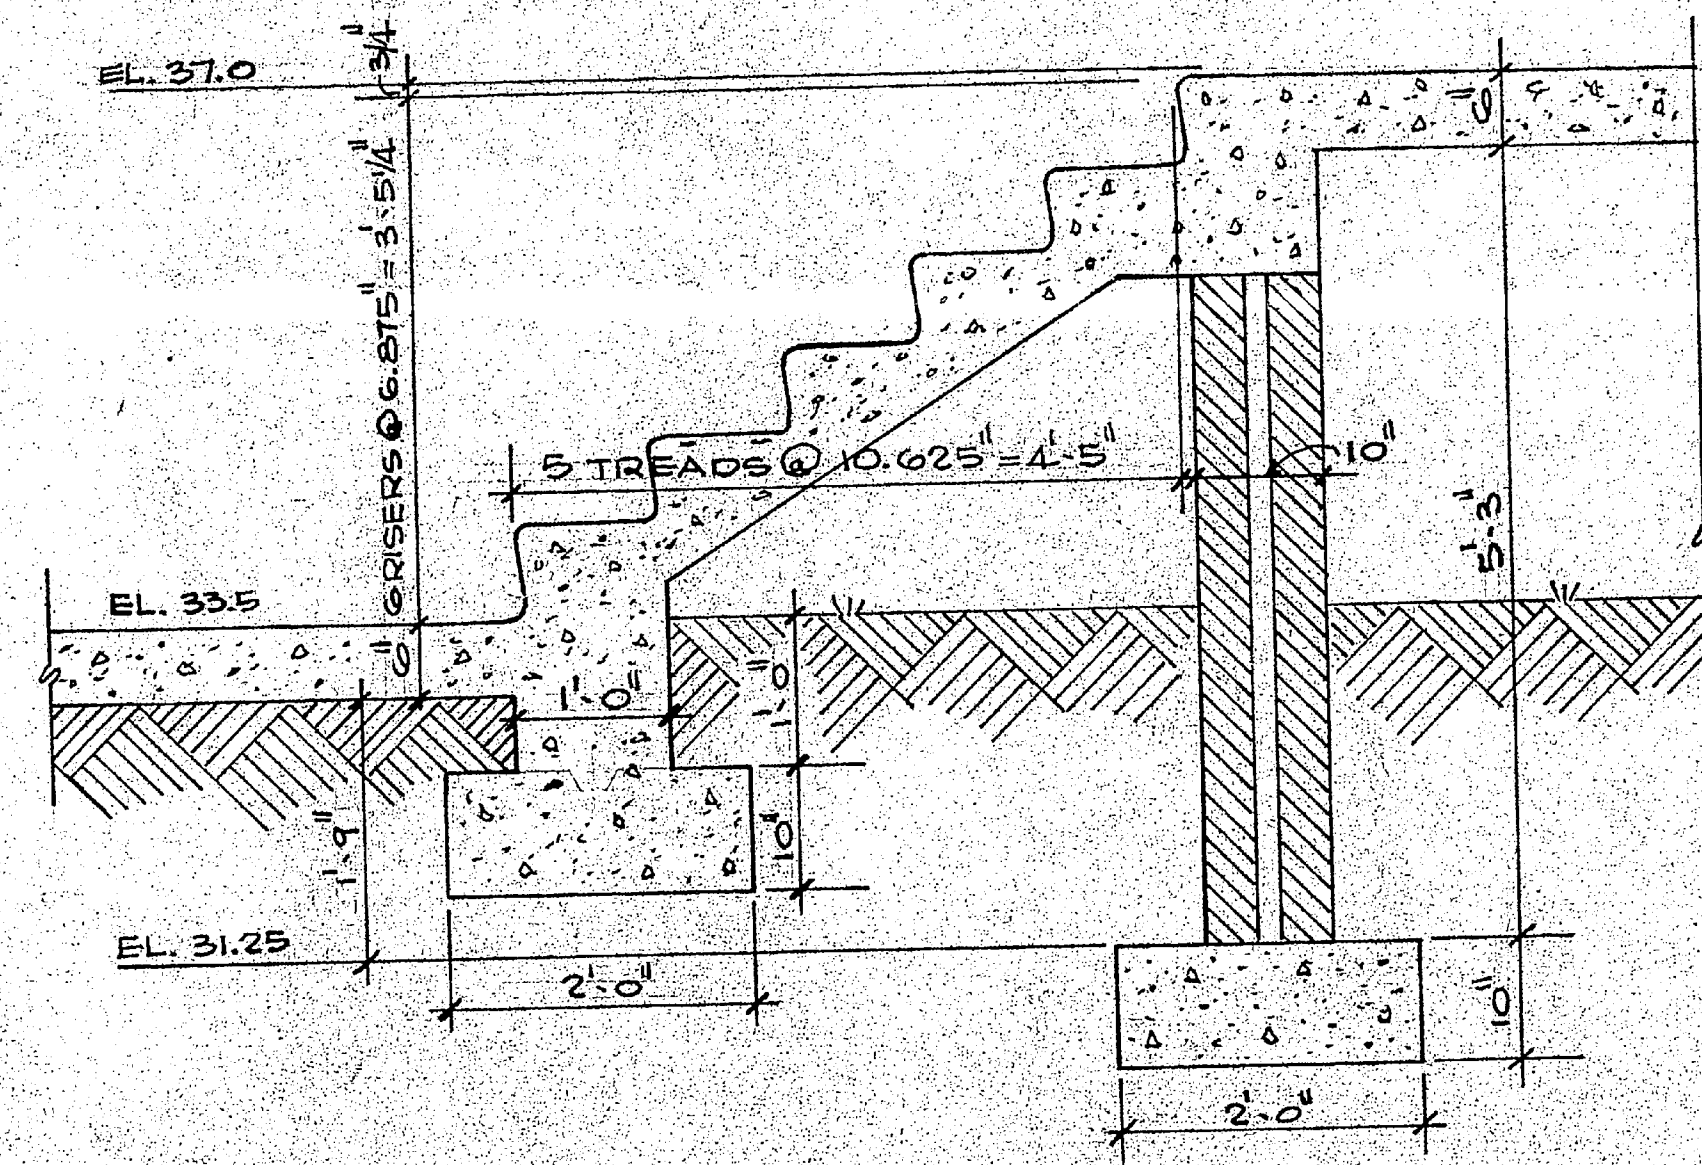 EL. 37.0
3/4"
6"
6 RISERS @ 6.875" = 3'-5 1/4"
5 TREADS @ 10.625" = 4'-5"
10"
5'-3"
EL. 33.5
6"
1'-0"
1'-0"
1'-9"
10"
EL. 31.25
2'-0"
10"
2'-0"